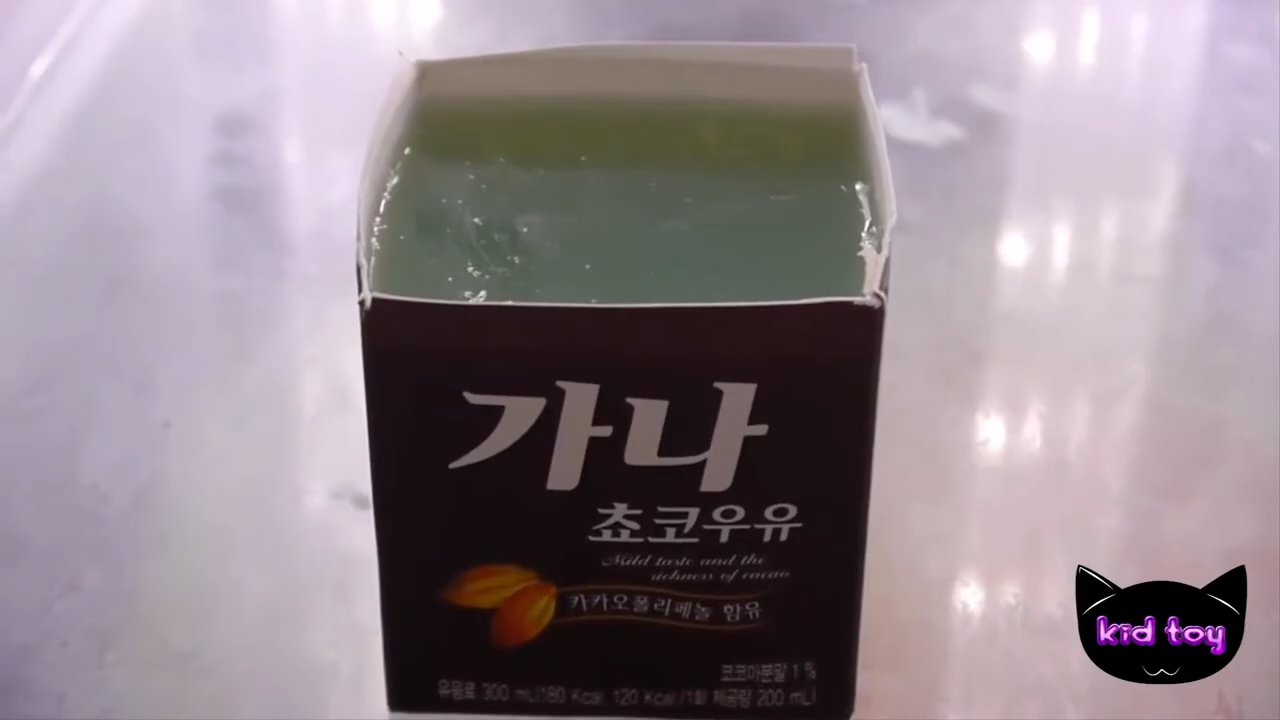 가나
쵸코우유
Mild taste and the
richness of cacao
카카오폴리페놀 함유
코코아분말 1 %
유음료 300 mL/180 Kcal, 120 Kcal/1회 제공량 200 mL
kid toy